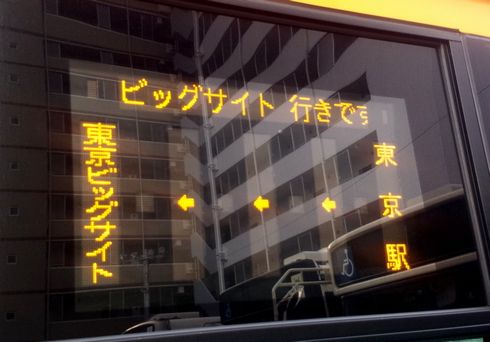 ビッグサイト 行きです
東京駅
← ← ←
東京ビッグサイト